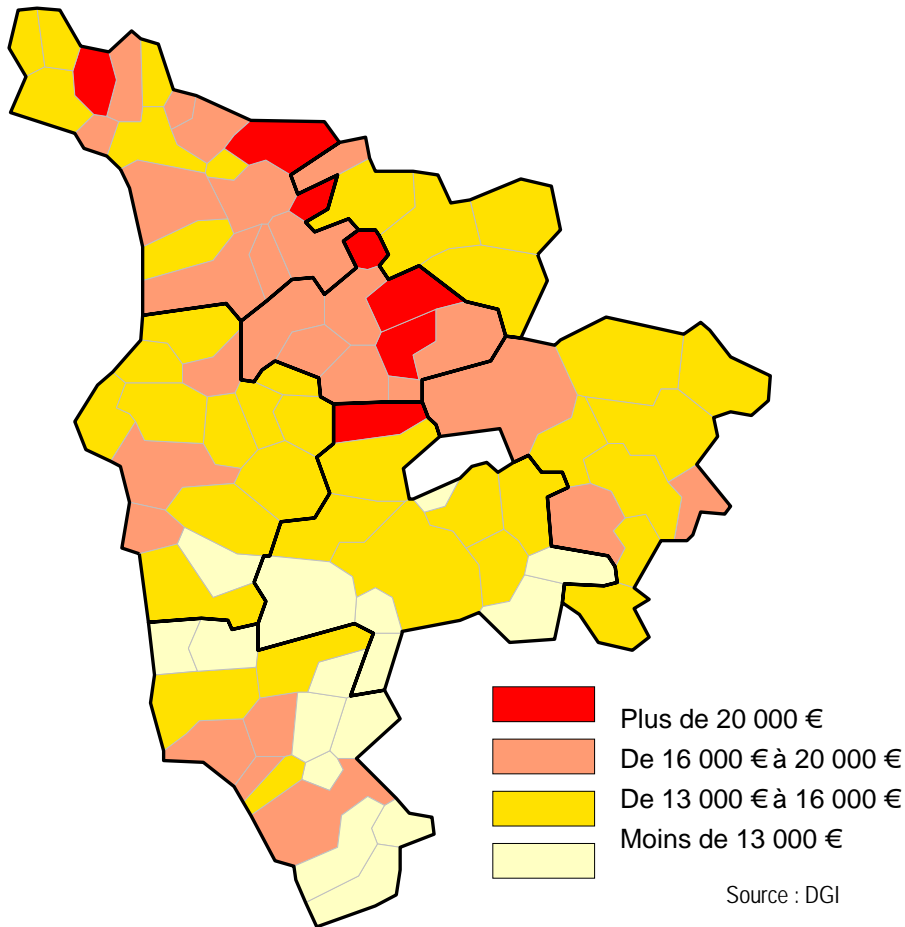 Plus de 20 000 €
De 16 000 € à 20 000 €
De 13 000 € à 16 000 €
Moins de 13 000 €
Source : DGI